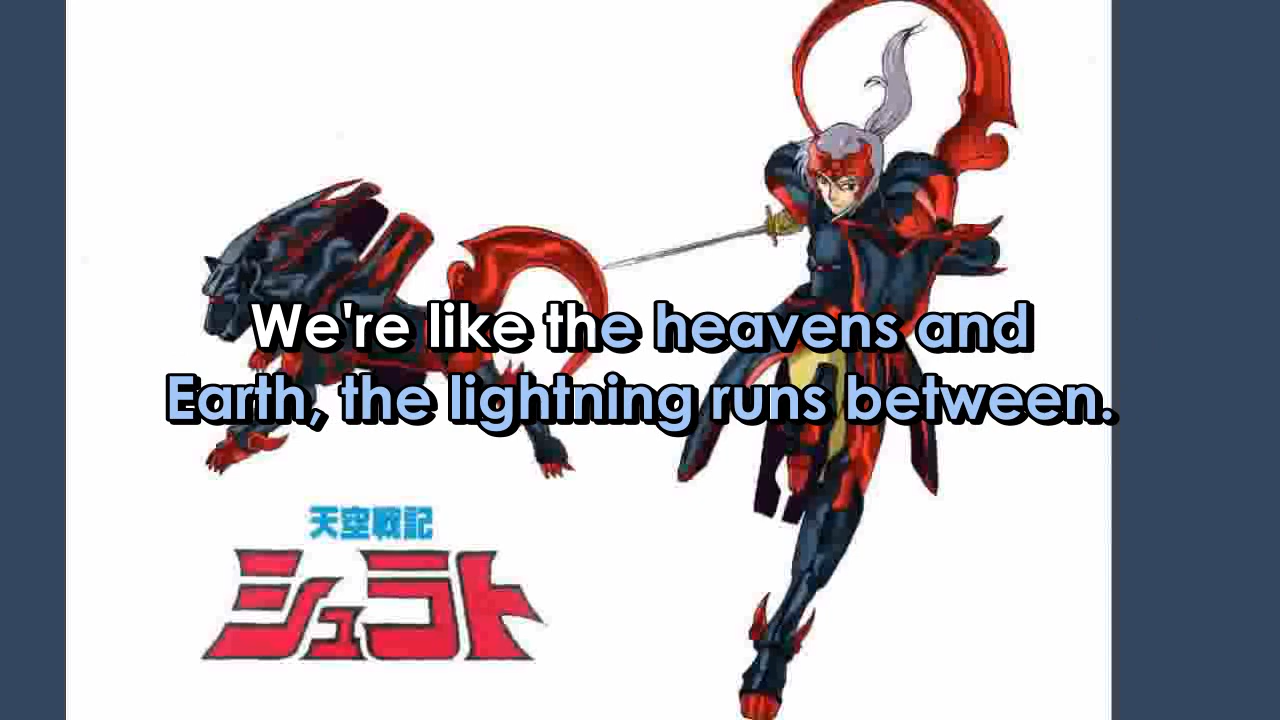 We're like the heavens and
Earth, the lightning runs between.
天空戦記
シュラト